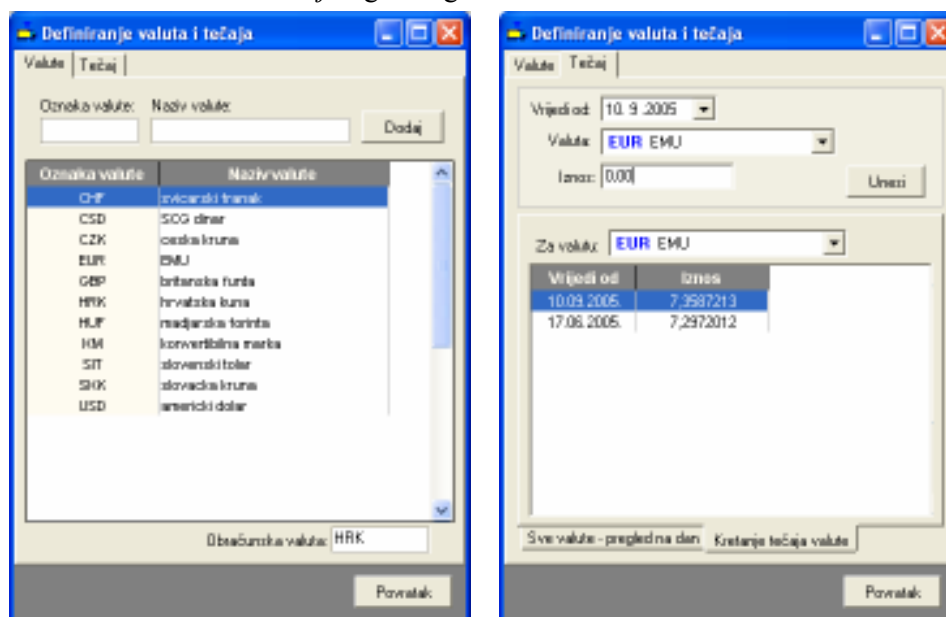 Definiranje valuta i tečaja
Valute Tečaj
Oznaka valute: Naziv valute:
Dodaj
Oznaka valute Naziv valute
CHF svicarski franak
CSD SCG dinar
CZK ceska kruna
EUR EMU
GBP britanska funta
HRK hrvatska kuna
HUF madjarska forinta
KM konvertibilna marka
SIT slovenski tolar
SKK slovacka kruna
USD americki dolar
Obračunska valuta: HRK
Povratak
Definiranje valuta i tečaja
Valute Tečaj
Vrijedi od: 10. 9 .2005
Valuta: EUR EMU
Iznos: 0,00
Unesi
Za valutu: EUR EMU
Vrijedi od Iznos
10.09.2005. 7,3587213
17.06.2005. 7,2972012
Sve valute - pregled na dan Kretanje tečaja valute
Povratak